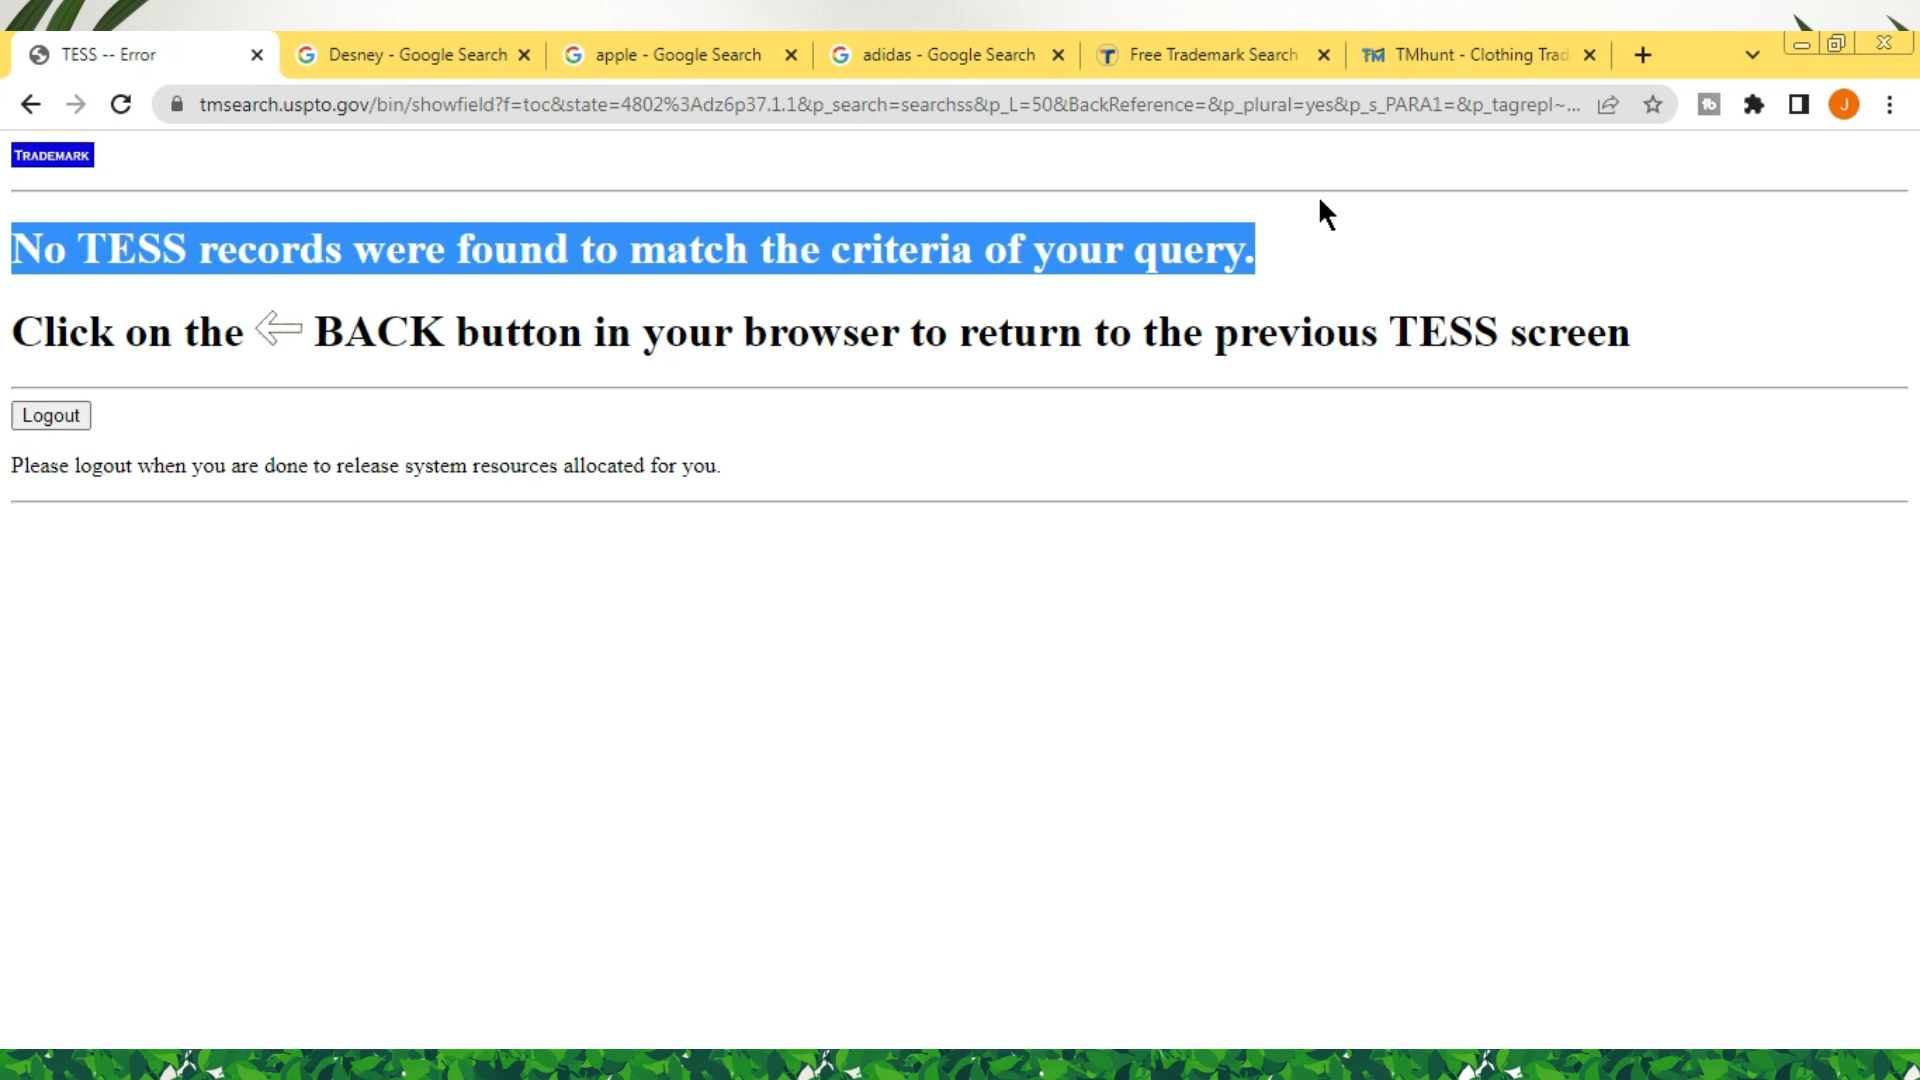 TESS -- Error
Desney - Google Search
apple - Google Search
adidas - Google Search
Free Trademark Search
TMhunt - Clothing Trad
tmsearch.uspto.gov/bin/showfield?f=toc&state=4802%3Adz6p37.1.1&p_search=searchss&p_L=50&BackReference=&p_plural=yes&p_s_PARA1=&p_tagrepl~...
J
TRADEMARK
No TESS records were found to match the criteria of your query.
Click on the BACK button in your browser to return to the previous TESS screen
Logout
Please logout when you are done to release system resources allocated for you.